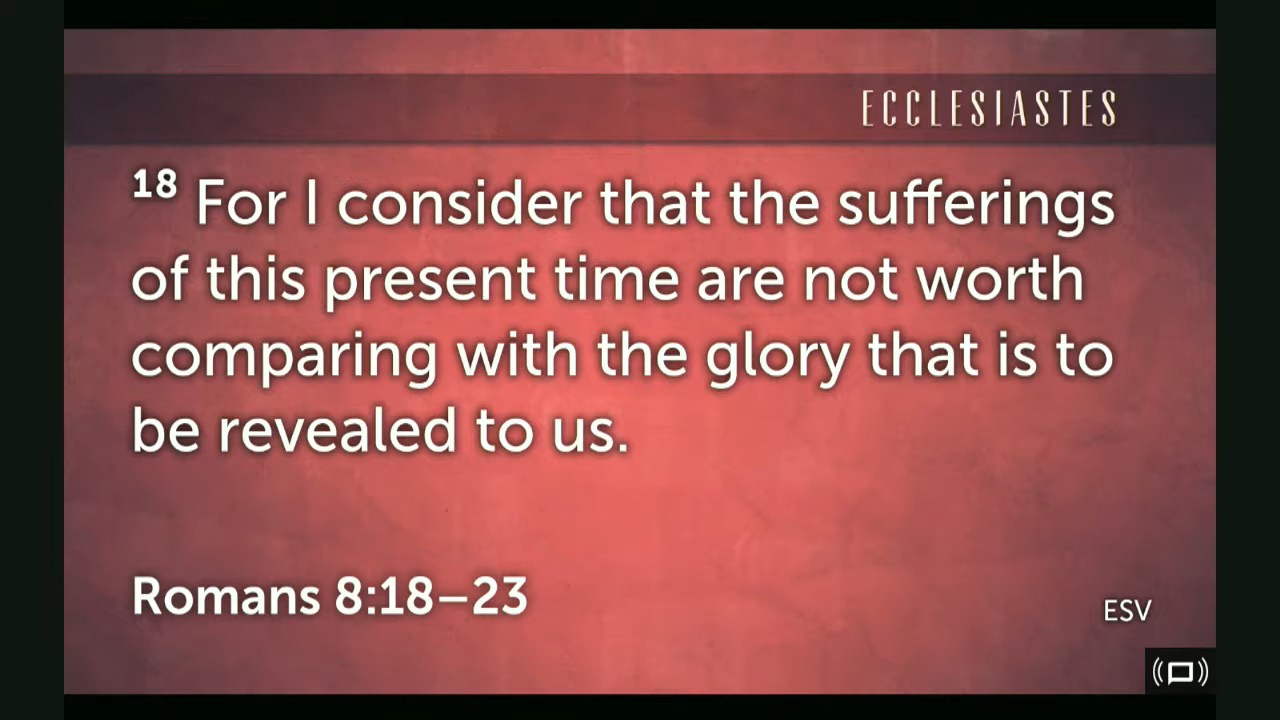 ECCLESIASTES
18 For I consider that the sufferings
of this present time are not worth
comparing with the glory that is to
be revealed to us.
Romans 8:18–23
ESV